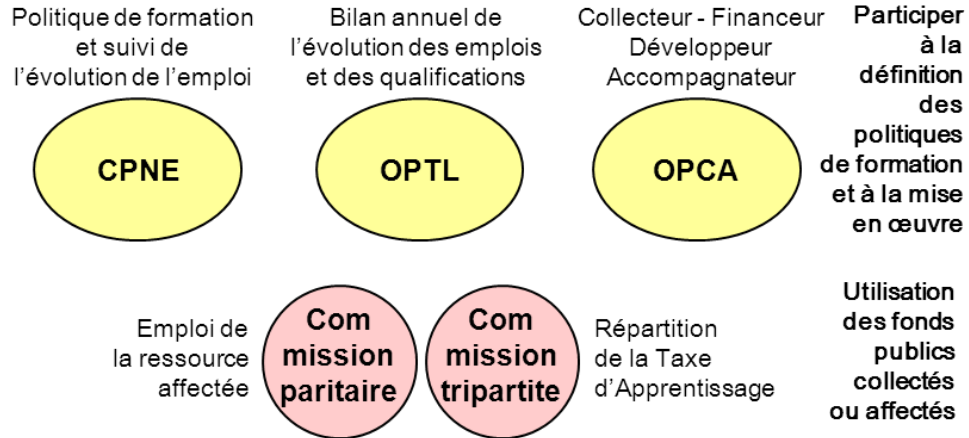 Politique de formation
et suivi de
l'évolution de l'emploi
Bilan annuel de
l'évolution des emplois
et des qualifications
Collecteur - Financeur
Développeur
Accompagnateur
Participer
à la
définition
des
politiques
de formation
et à la mise
en œuvre
CPNE
OPTL
OPCA
Emploi de
la ressource
affectée
Com
mission
paritaire
Com
mission
tripartite
Répartition
de la Taxe
d'Apprentissage
Utilisation
des fonds
publics
collectés
ou affectés